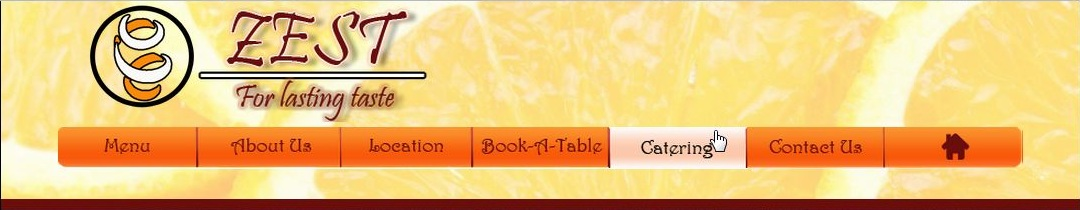 ZEST
For lasting taste
Menu About Us Location Book-A-Table Catering Contact Us